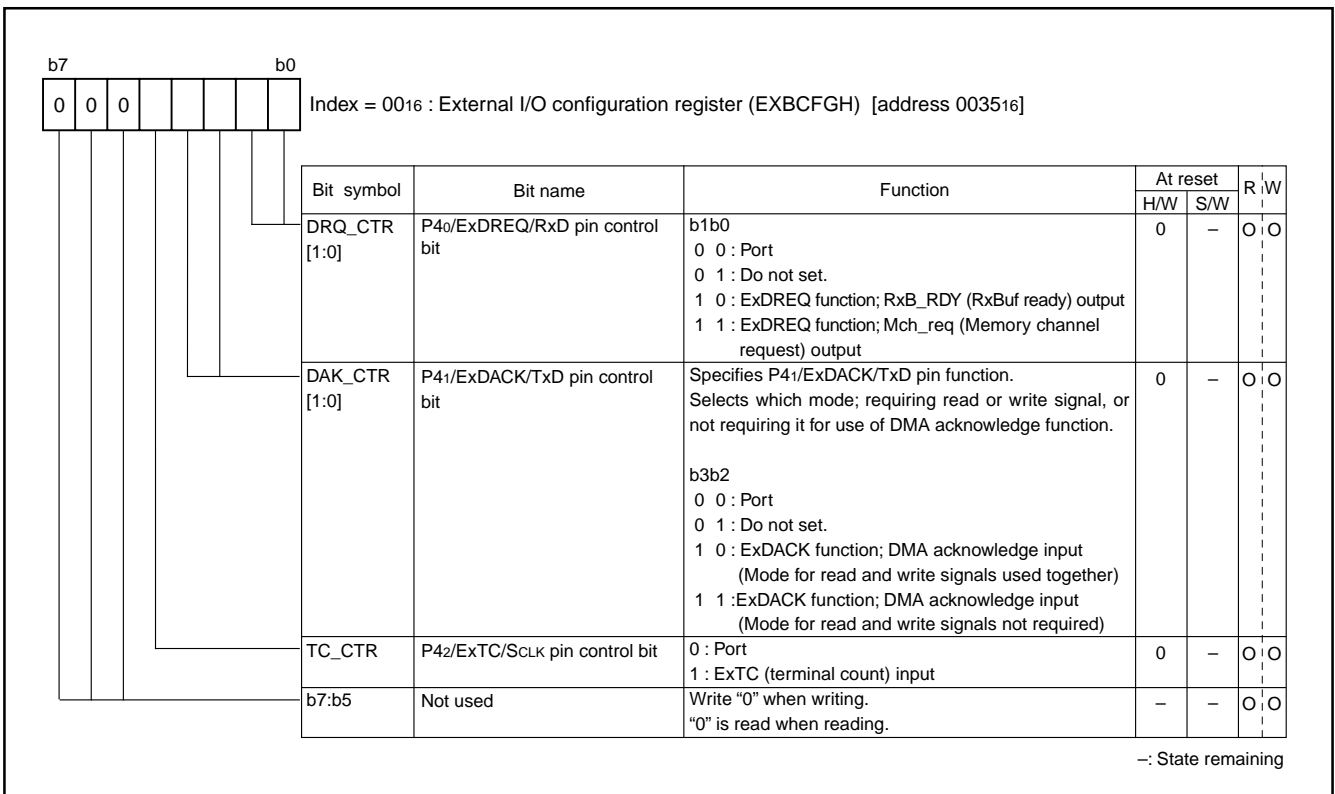 b7 b0
0 0 0 Index = 0016 : External I/O configuration register (EXBCFGH) [address 003516]
Bit symbol Bit name Function At reset R W
H/W S/W
DRQ_CTR P40/ExDREQ/RxD pin control b1b0 0 – O O
[1:0] bit 0 0 : Port
0 1 : Do not set.
1 0 : ExDREQ function; RxB_RDY (RxBuf ready) output
1 1 : ExDREQ function; Mch_req (Memory channel
request) output
DAK_CTR P41/ExDACK/TxD pin control Specifies P41/ExDACK/TxD pin function. 0 – O O
[1:0] bit Selects which mode; requiring read or write signal, or
not requiring it for use of DMA acknowledge function.
b3b2
0 0 : Port
0 1 : Do not set.
1 0 : ExDACK function; DMA acknowledge input
(Mode for read and write signals used together)
1 1 :ExDACK function; DMA acknowledge input
(Mode for read and write signals not required)
TC_CTR P42/ExTC/SCLK pin control bit 0 : Port 0 – O O
1 : ExTC (terminal count) input
b7:b5 Not used Write “0” when writing. – – O O
“0” is read when reading.
–: State remaining